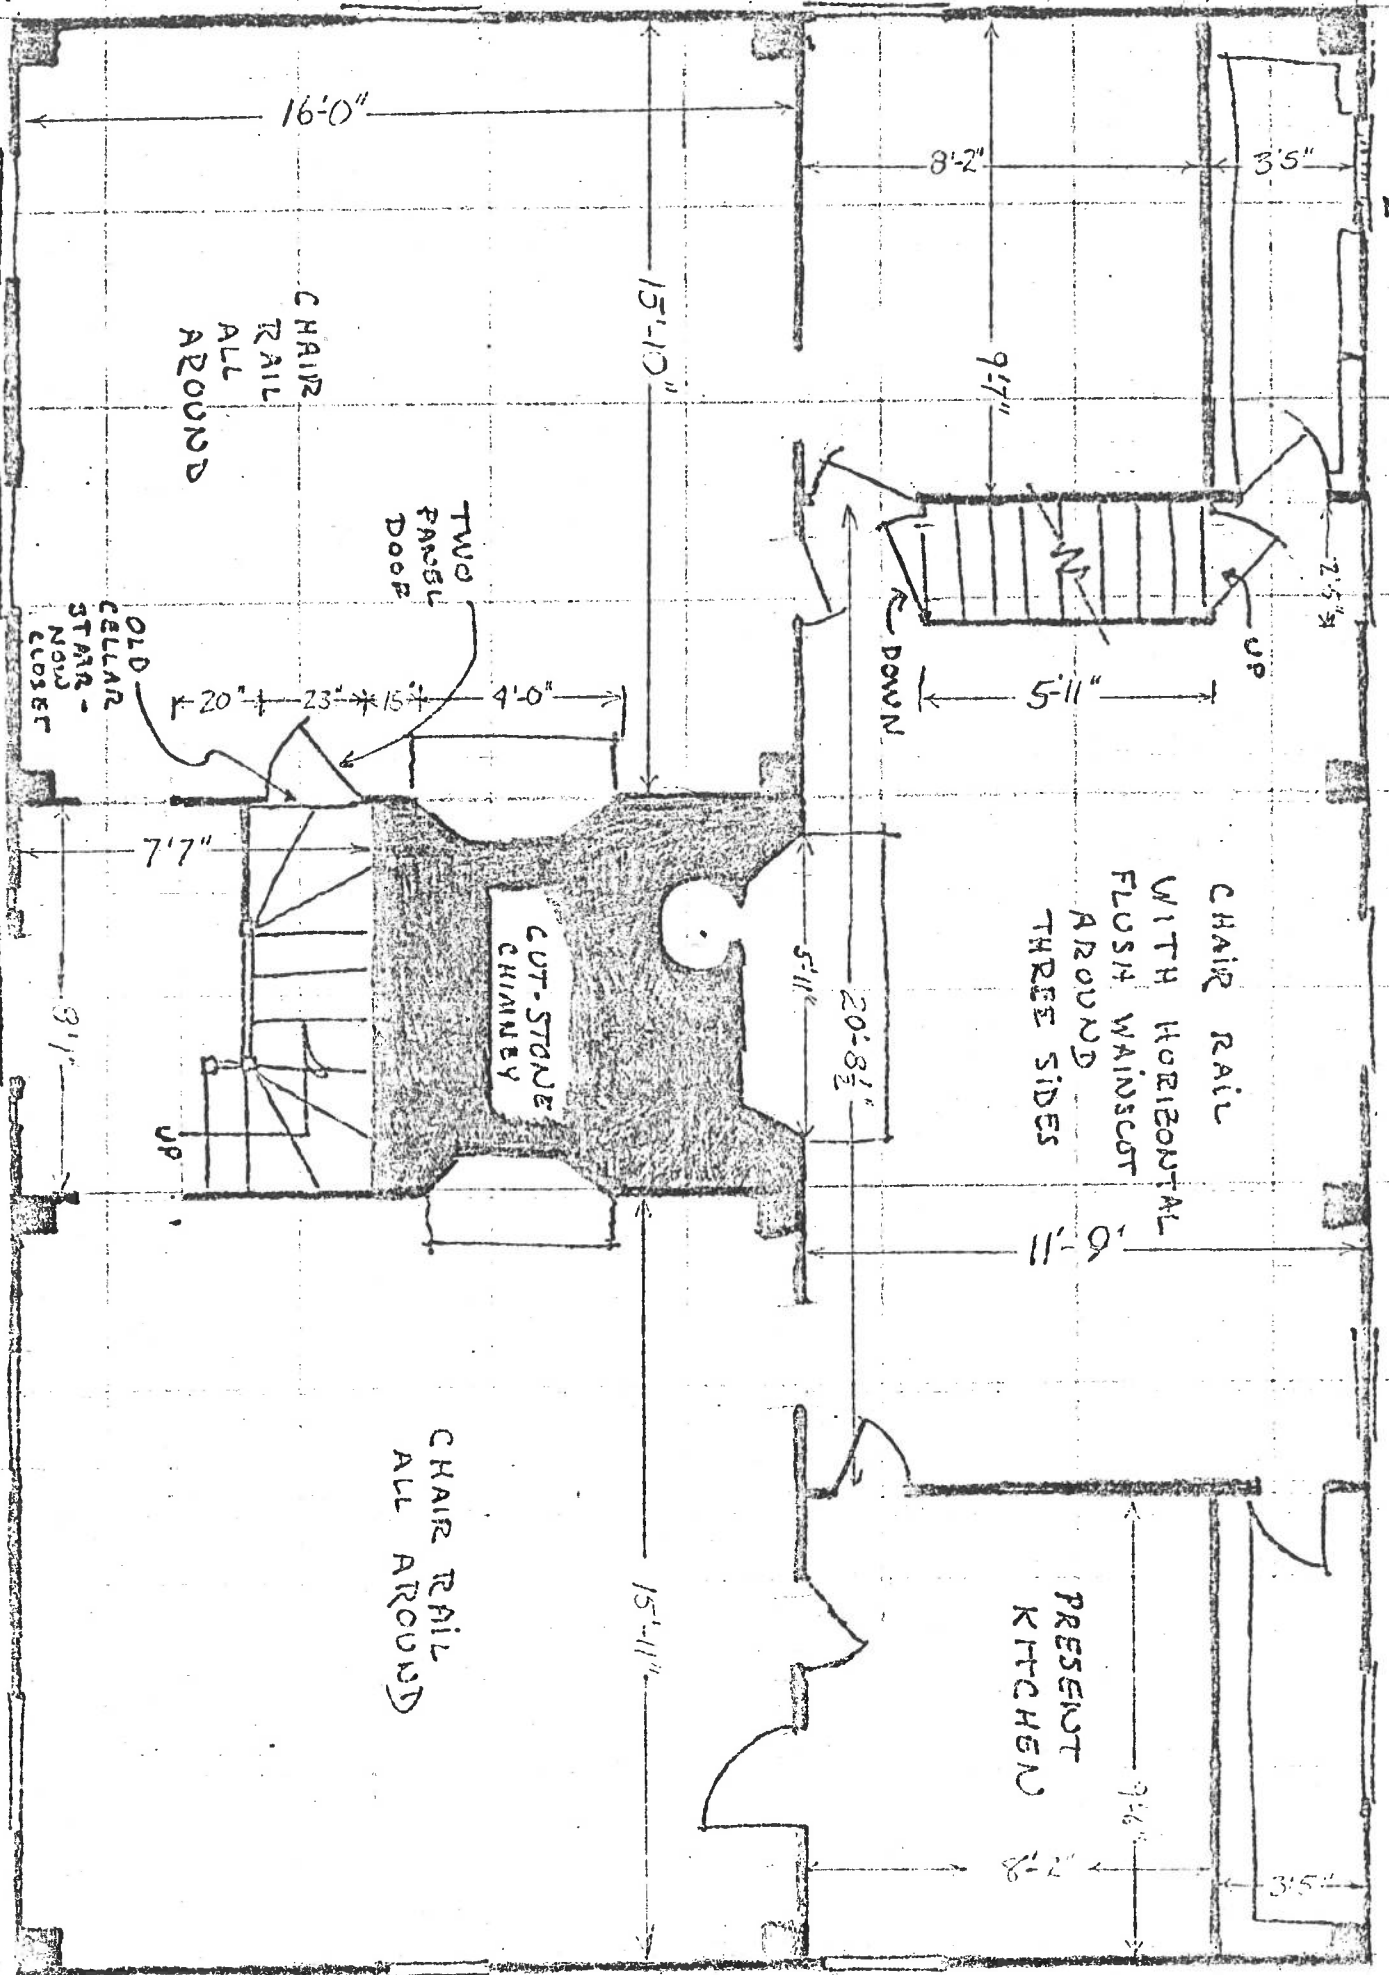 16'-0"
8'-2"
3'5"
15'-10"
9'-7"
CHAIR
RAIL
ALL
AROUND
TWO
PANEL
DOOR
OLD
CELLAR
STAIR -
NOW
CLOSET
20"
23"
15"
4'-0"
DOWN
UP
2'5"
5'-11"
7'7"
8'1"
CUT-STONE
CHIMNEY
5'11"
20'-8½"
CHAIR RAIL
WITH HORIZONTAL
FLUSH WAINSCOT
AROUND
THREE SIDES
UP
11'-9"
CHAIR RAIL
ALL AROUND
15'-11"
PRESENT
KITCHEN
9'-6"
8'-2"
3'5"